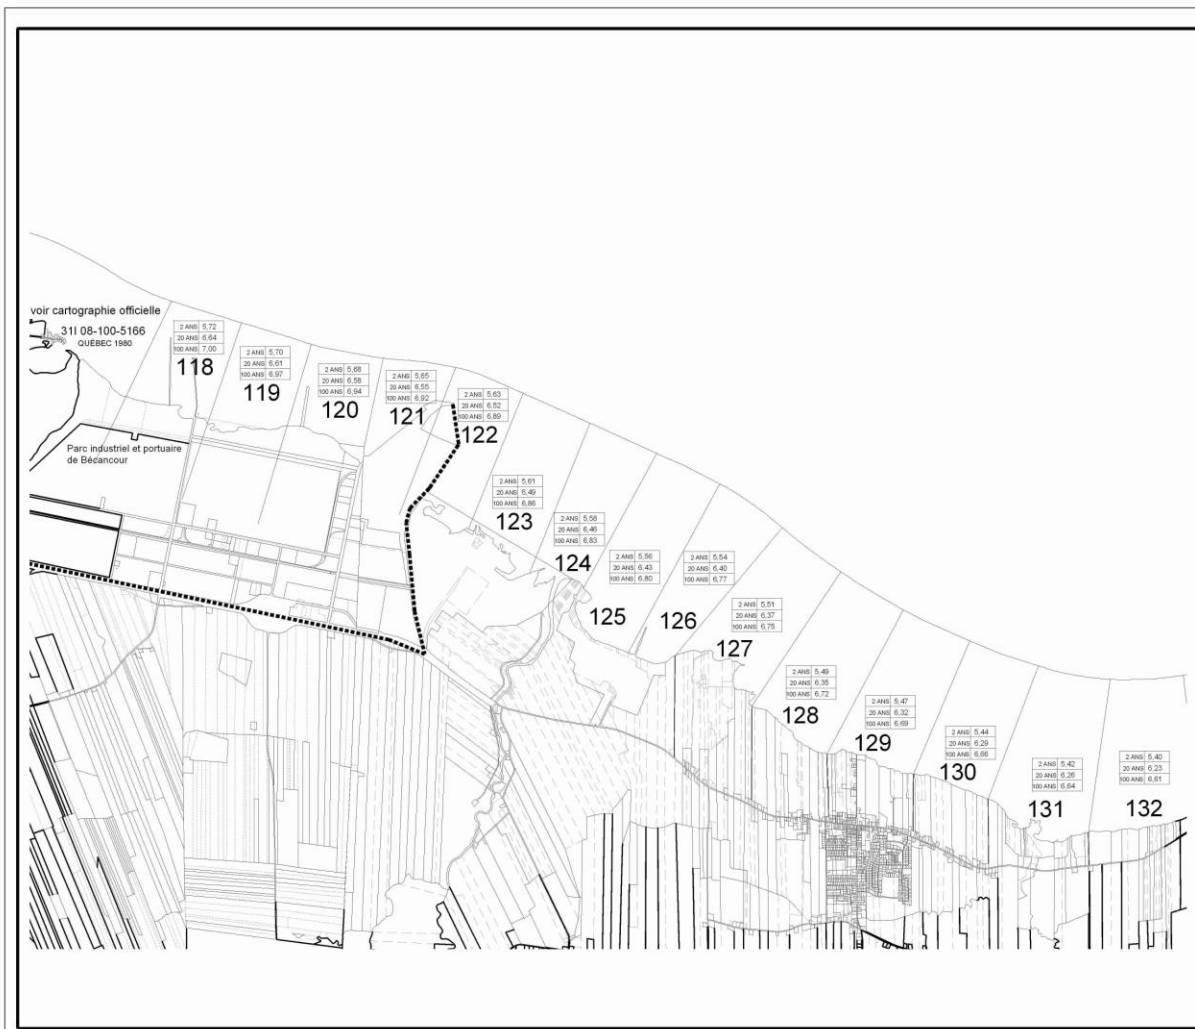 voir cartographie officielle
31I 08-100-5166
QUÉBEC 1980
2 ANS 5,72
20 ANS 6,64
100 ANS 7,00
118
2 ANS 5,70
20 ANS 6,61
100 ANS 6,97
119
2 ANS 5,68
20 ANS 6,58
100 ANS 6,94
120
2 ANS 5,65
20 ANS 6,55
100 ANS 6,92
121
2 ANS 5,63
20 ANS 6,52
100 ANS 6,89
122
Parc industriel et portuaire
de Bécancour
2 ANS 5,61
20 ANS 6,49
100 ANS 6,86
123
2 ANS 5,58
20 ANS 6,46
100 ANS 6,83
124
2 ANS 5,56
20 ANS 6,43
100 ANS 6,80
125
2 ANS 5,54
20 ANS 6,40
100 ANS 6,77
126
2 ANS 5,51
20 ANS 6,37
100 ANS 6,75
127
2 ANS 5,49
20 ANS 6,35
100 ANS 6,72
128
2 ANS 5,47
20 ANS 6,32
100 ANS 6,69
129
2 ANS 5,44
20 ANS 6,29
100 ANS 6,66
130
2 ANS 5,42
20 ANS 6,26
100 ANS 6,64
131
2 ANS 5,40
20 ANS 6,23
100 ANS 6,61
132